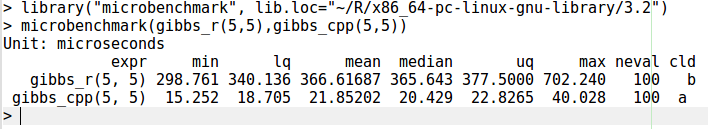 > library("microbenchmark", lib.loc="~/R/x86_64-pc-linux-gnu-library/3.2")
> microbenchmark(gibbs_r(5,5),gibbs_cpp(5,5))
Unit: microseconds
            expr     min      lq      mean  median       uq     max neval cld
   gibbs_r(5, 5) 298.761 340.136 366.61687 365.643 377.5000 702.240   100   b
 gibbs_cpp(5, 5)  15.252  18.705  21.85202  20.429  22.8265  40.028   100  a
>